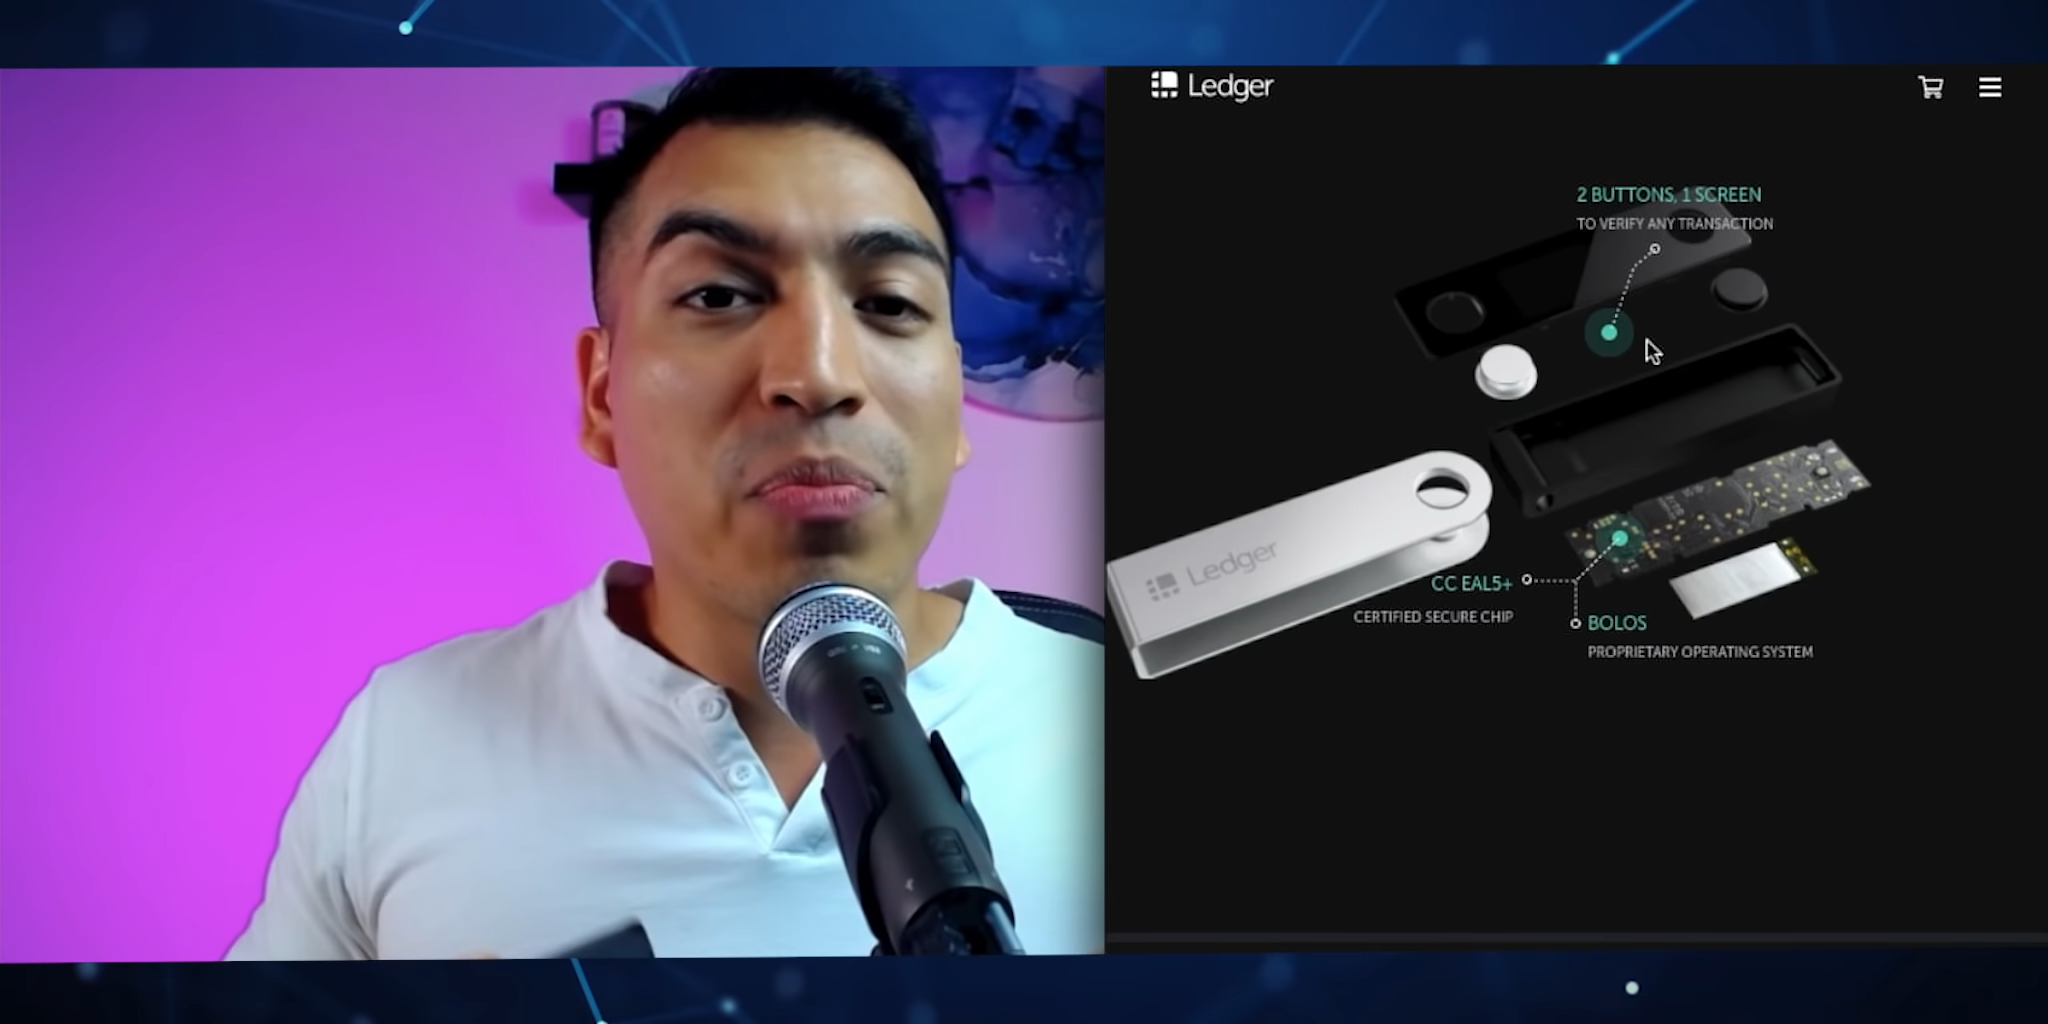 Ledger
2 BUTTONS, 1 SCREEN
TO VERIFY ANY TRANSACTION
Ledger
CC EAL5+
CERTIFIED SECURE CHIP
BOLOS
PROPRIETARY OPERATING SYSTEM